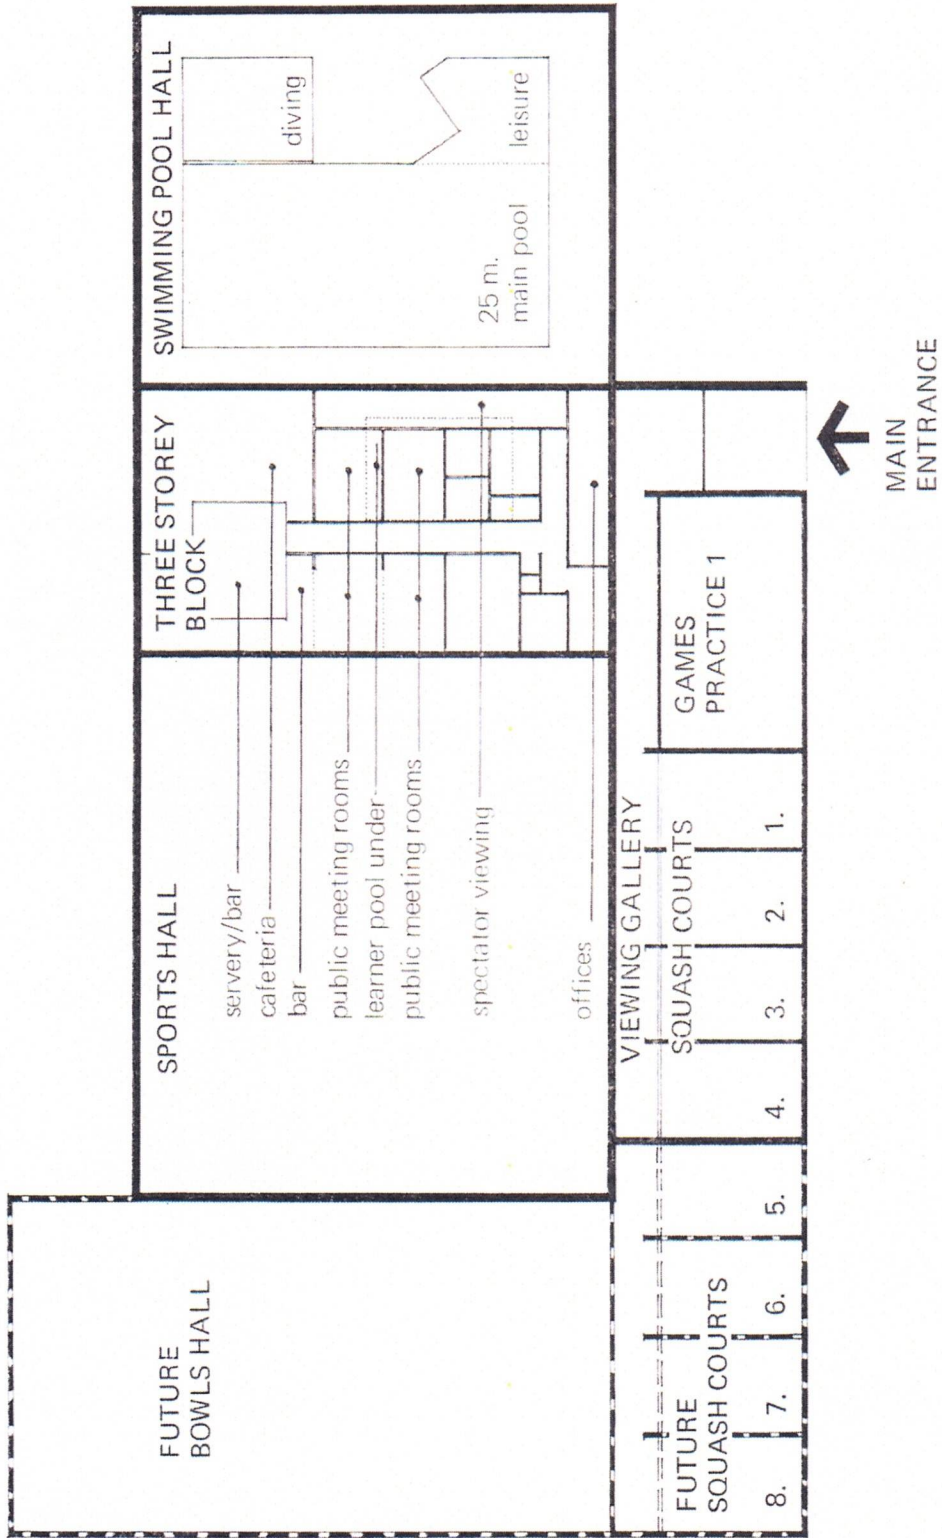 FUTURE
BOWLS HALL
SPORTS HALL
servery/bar
cafeteria
bar
public meeting rooms
learner pool under
public meeting rooms
spectator viewing
offices
THREE STOREY
BLOCK
SWIMMING POOL HALL
diving
25 m.
main pool
leisure
VIEWING GALLERY
SQUASH COURTS
FUTURE
SQUASH COURTS
8.
7.
6.
5.
4.
3.
2.
1.
GAMES
PRACTICE 1
MAIN
ENTRANCE